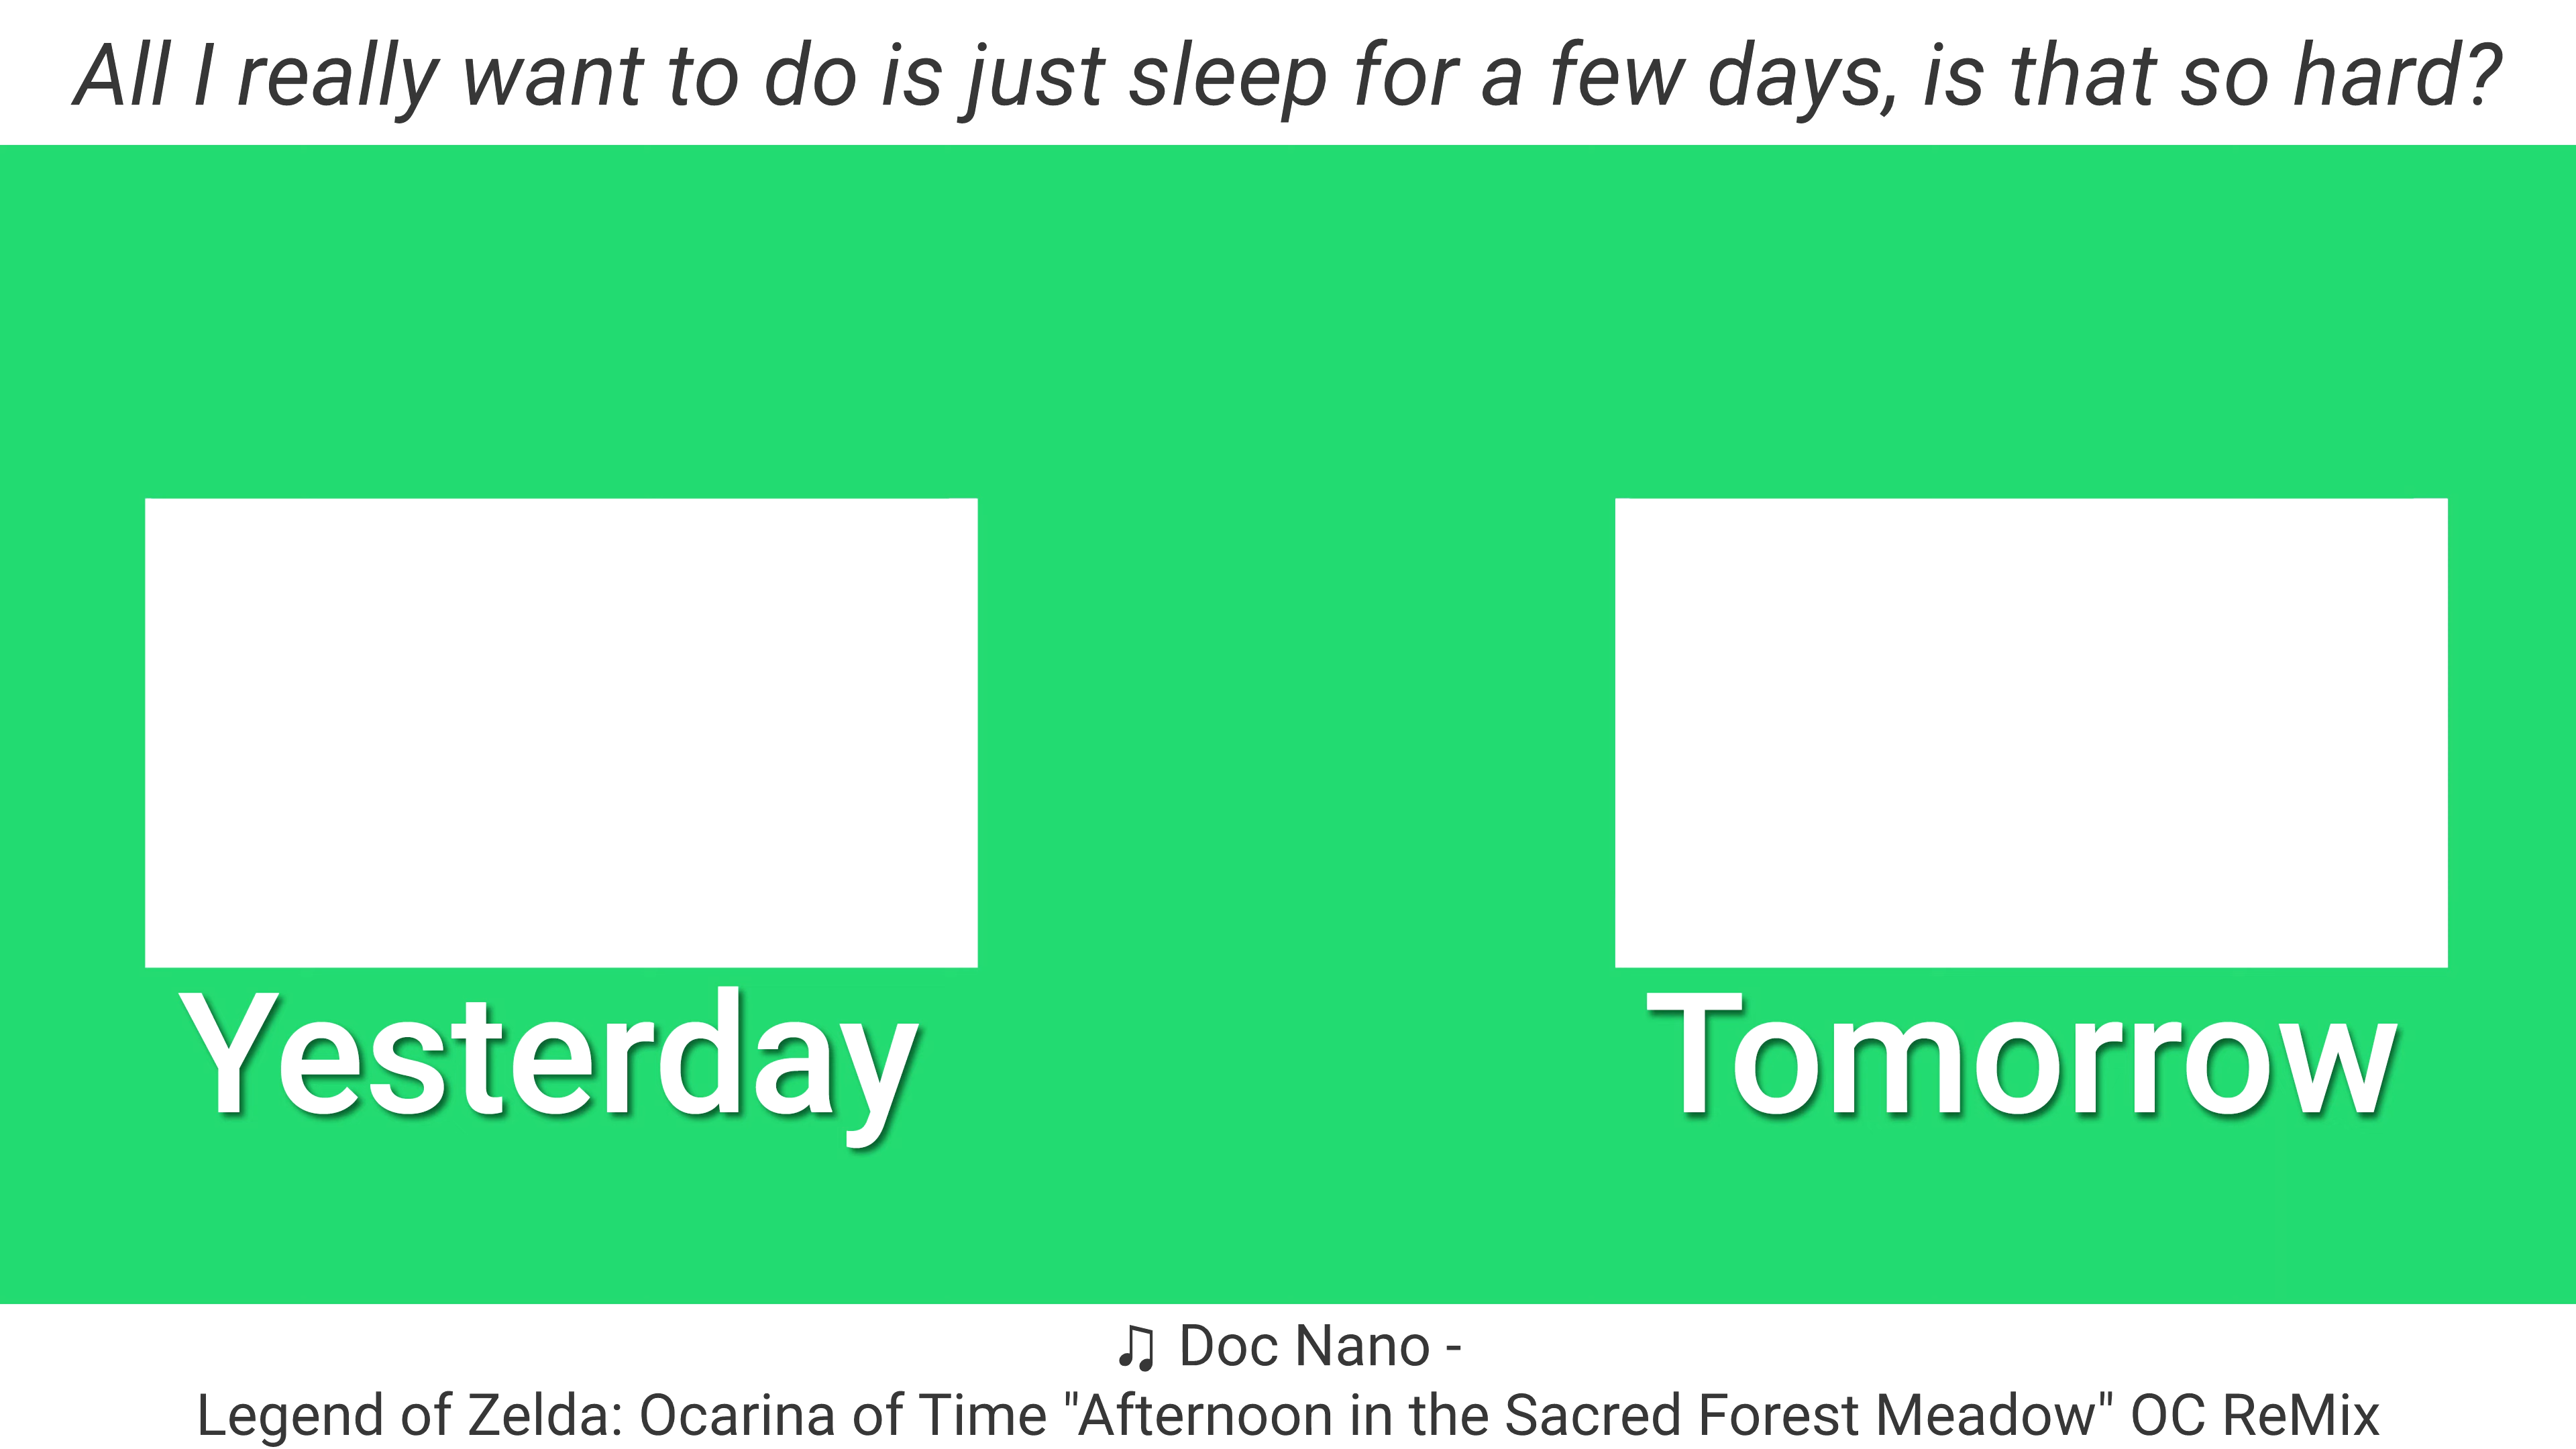 All I really want to do is just sleep for a few days, is that so hard?
Yesterday
Tomorrow
♫ Doc Nano -
Legend of Zelda: Ocarina of Time "Afternoon in the Sacred Forest Meadow" OC ReMix